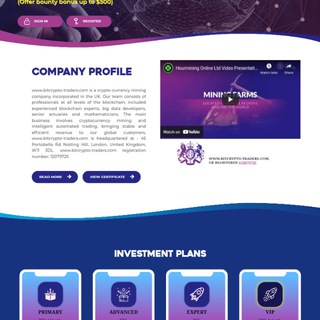 (Offer bounty bonus up to $500)
SIGN IN
REGISTER
COMPANY PROFILE
www.bitcrypto-traders.com is a crypto-currency mining
company incorporated in the UK. Our team consists of
professionals at all levels of the blockchain, included
experienced blockchain experts, big data developers,
senior actuaries and mathematicians. The main
business involves cryptocurrency mining and
intelligent automated trading, bringing stable and
efficient revenue to our global customers.
www.bitcrypto-traders.com is headquartered at - 45
Portobello Rd Notting Hill, London, United Kingdom,
W11 3DL. www.bitcrypto-traders.com registration
number: 12073723.
READ MORE
VIEW CERTIFICATE
Hourmining Online Ltd Video Presentati...
Watch later
Share
MINING FARMS
Watch on YouTube
WWW.BITCRYPTO-TRADERS.COM,
UK REGISTERED
INVESTMENT PLANS
PRIMARY
ADVANCED
EXPERT
VIP